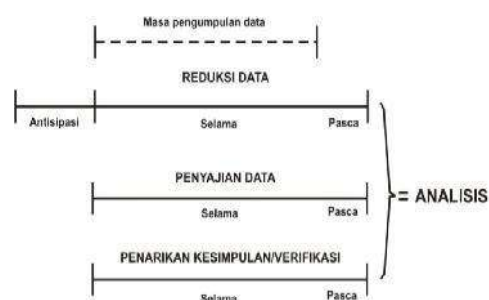 Masa pengumpulan data
REDUKSI DATA
Antisipasi Selama Pasca
PENYAJIAN DATA
Selama Pasca
= ANALISIS
PENARIKAN KESIMPULAN/VERIFIKASI
Selama Pasca